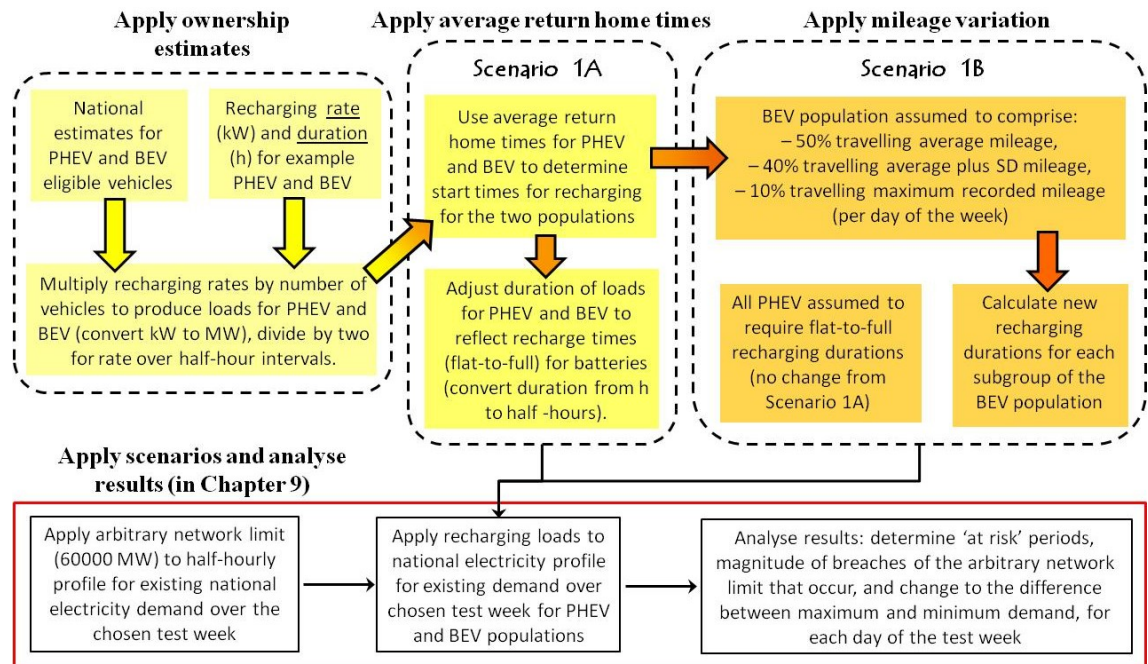 Apply ownership
estimates
National
estimates for
PHEV and BEV
eligible vehicles
Recharging rate
(kW) and duration
(h) for example
PHEV and BEV
Multiply recharging rates by number of
vehicles to produce loads for PHEV and
BEV (convert kW to MW), divide by two
for rate over half-hour intervals.
Apply average return home times
Scenario 1A
Use average return
home times for PHEV
and BEV to determine
start times for recharging
for the two populations
Adjust duration of loads
for PHEV and BEV to
reflect recharge times
(flat-to-full) for batteries
(convert duration from h
to half -hours).
Apply mileage variation
Scenario 1B
BEV population assumed to comprise:
– 50% travelling average mileage,
– 40% travelling average plus SD mileage,
– 10% travelling maximum recorded mileage
(per day of the week)
All PHEV assumed to
require flat-to-full
recharging durations
(no change from
Scenario 1A)
Calculate new
recharging
durations for each
subgroup of the
BEV population
Apply scenarios and analyse
results (in Chapter 9)
Apply arbitrary network limit
(60000 MW) to half-hourly
profile for existing national
electricity demand over the
chosen test week
Apply recharging loads to
national electricity profile
for existing demand over
chosen test week for PHEV
and BEV populations
Analyse results: determine ‘at risk’ periods,
magnitude of breaches of the arbitrary network
limit that occur, and change to the difference
between maximum and minimum demand, for
each day of the test week